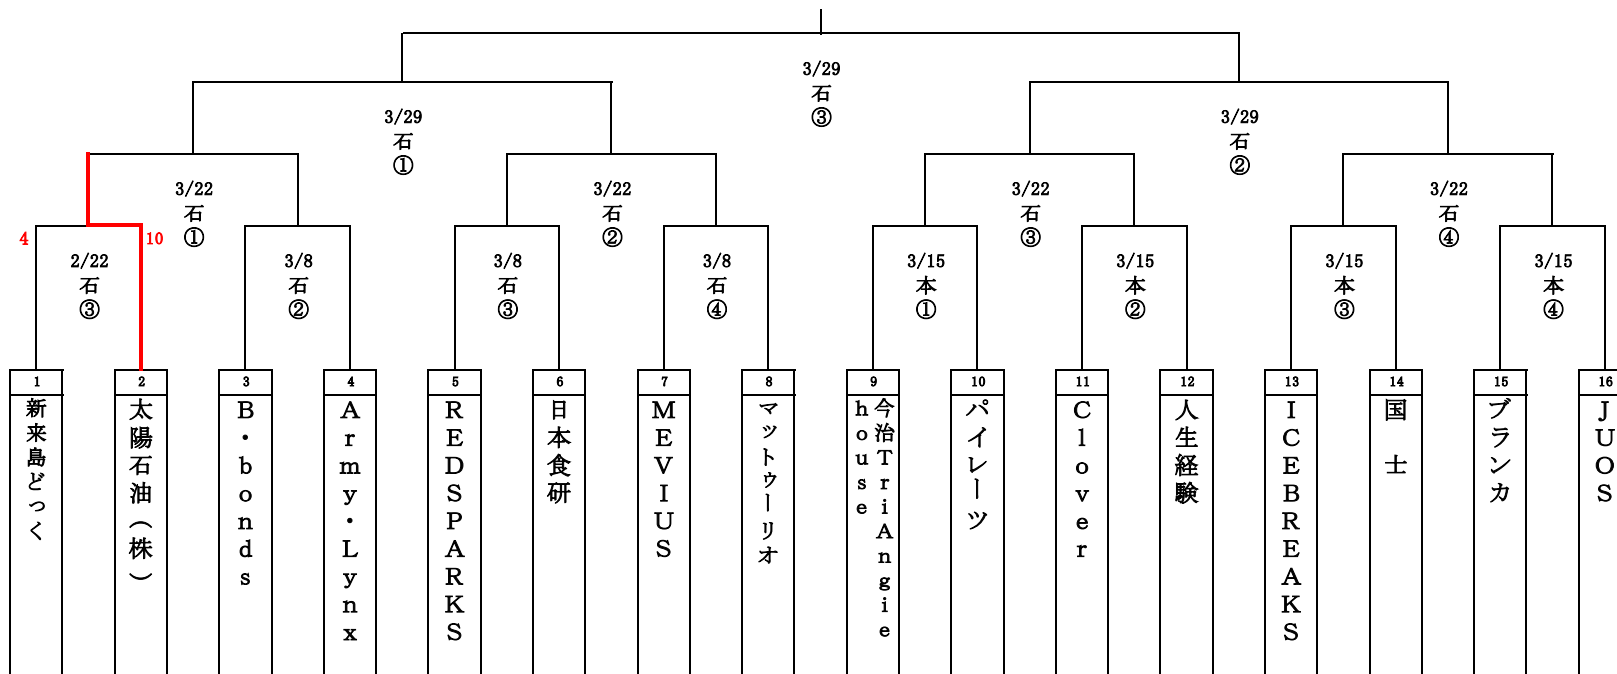 3/29
石
③
3/29
石
①
3/29
石
②
3/22
石
①
3/22
石
②
3/22
石
③
3/22
石
④
4
10
2/22
石
③
3/8
石
②
3/8
石
③
3/8
石
④
3/15
本
①
3/15
本
②
3/15
本
③
3/15
本
④
1
新来島どっく
2
太陽石油(株)
3
B・bonds
4
Army・Lynx
5
REDSPARKS
6
日本食研
7
MEVIUS
8
マットゥーリオ
9
今治TriAngie
house
10
パイレーツ
11
Clover
12
人生経験
13
ICEBREAKS
14
国 士
15
ブランカ
16
JUOS